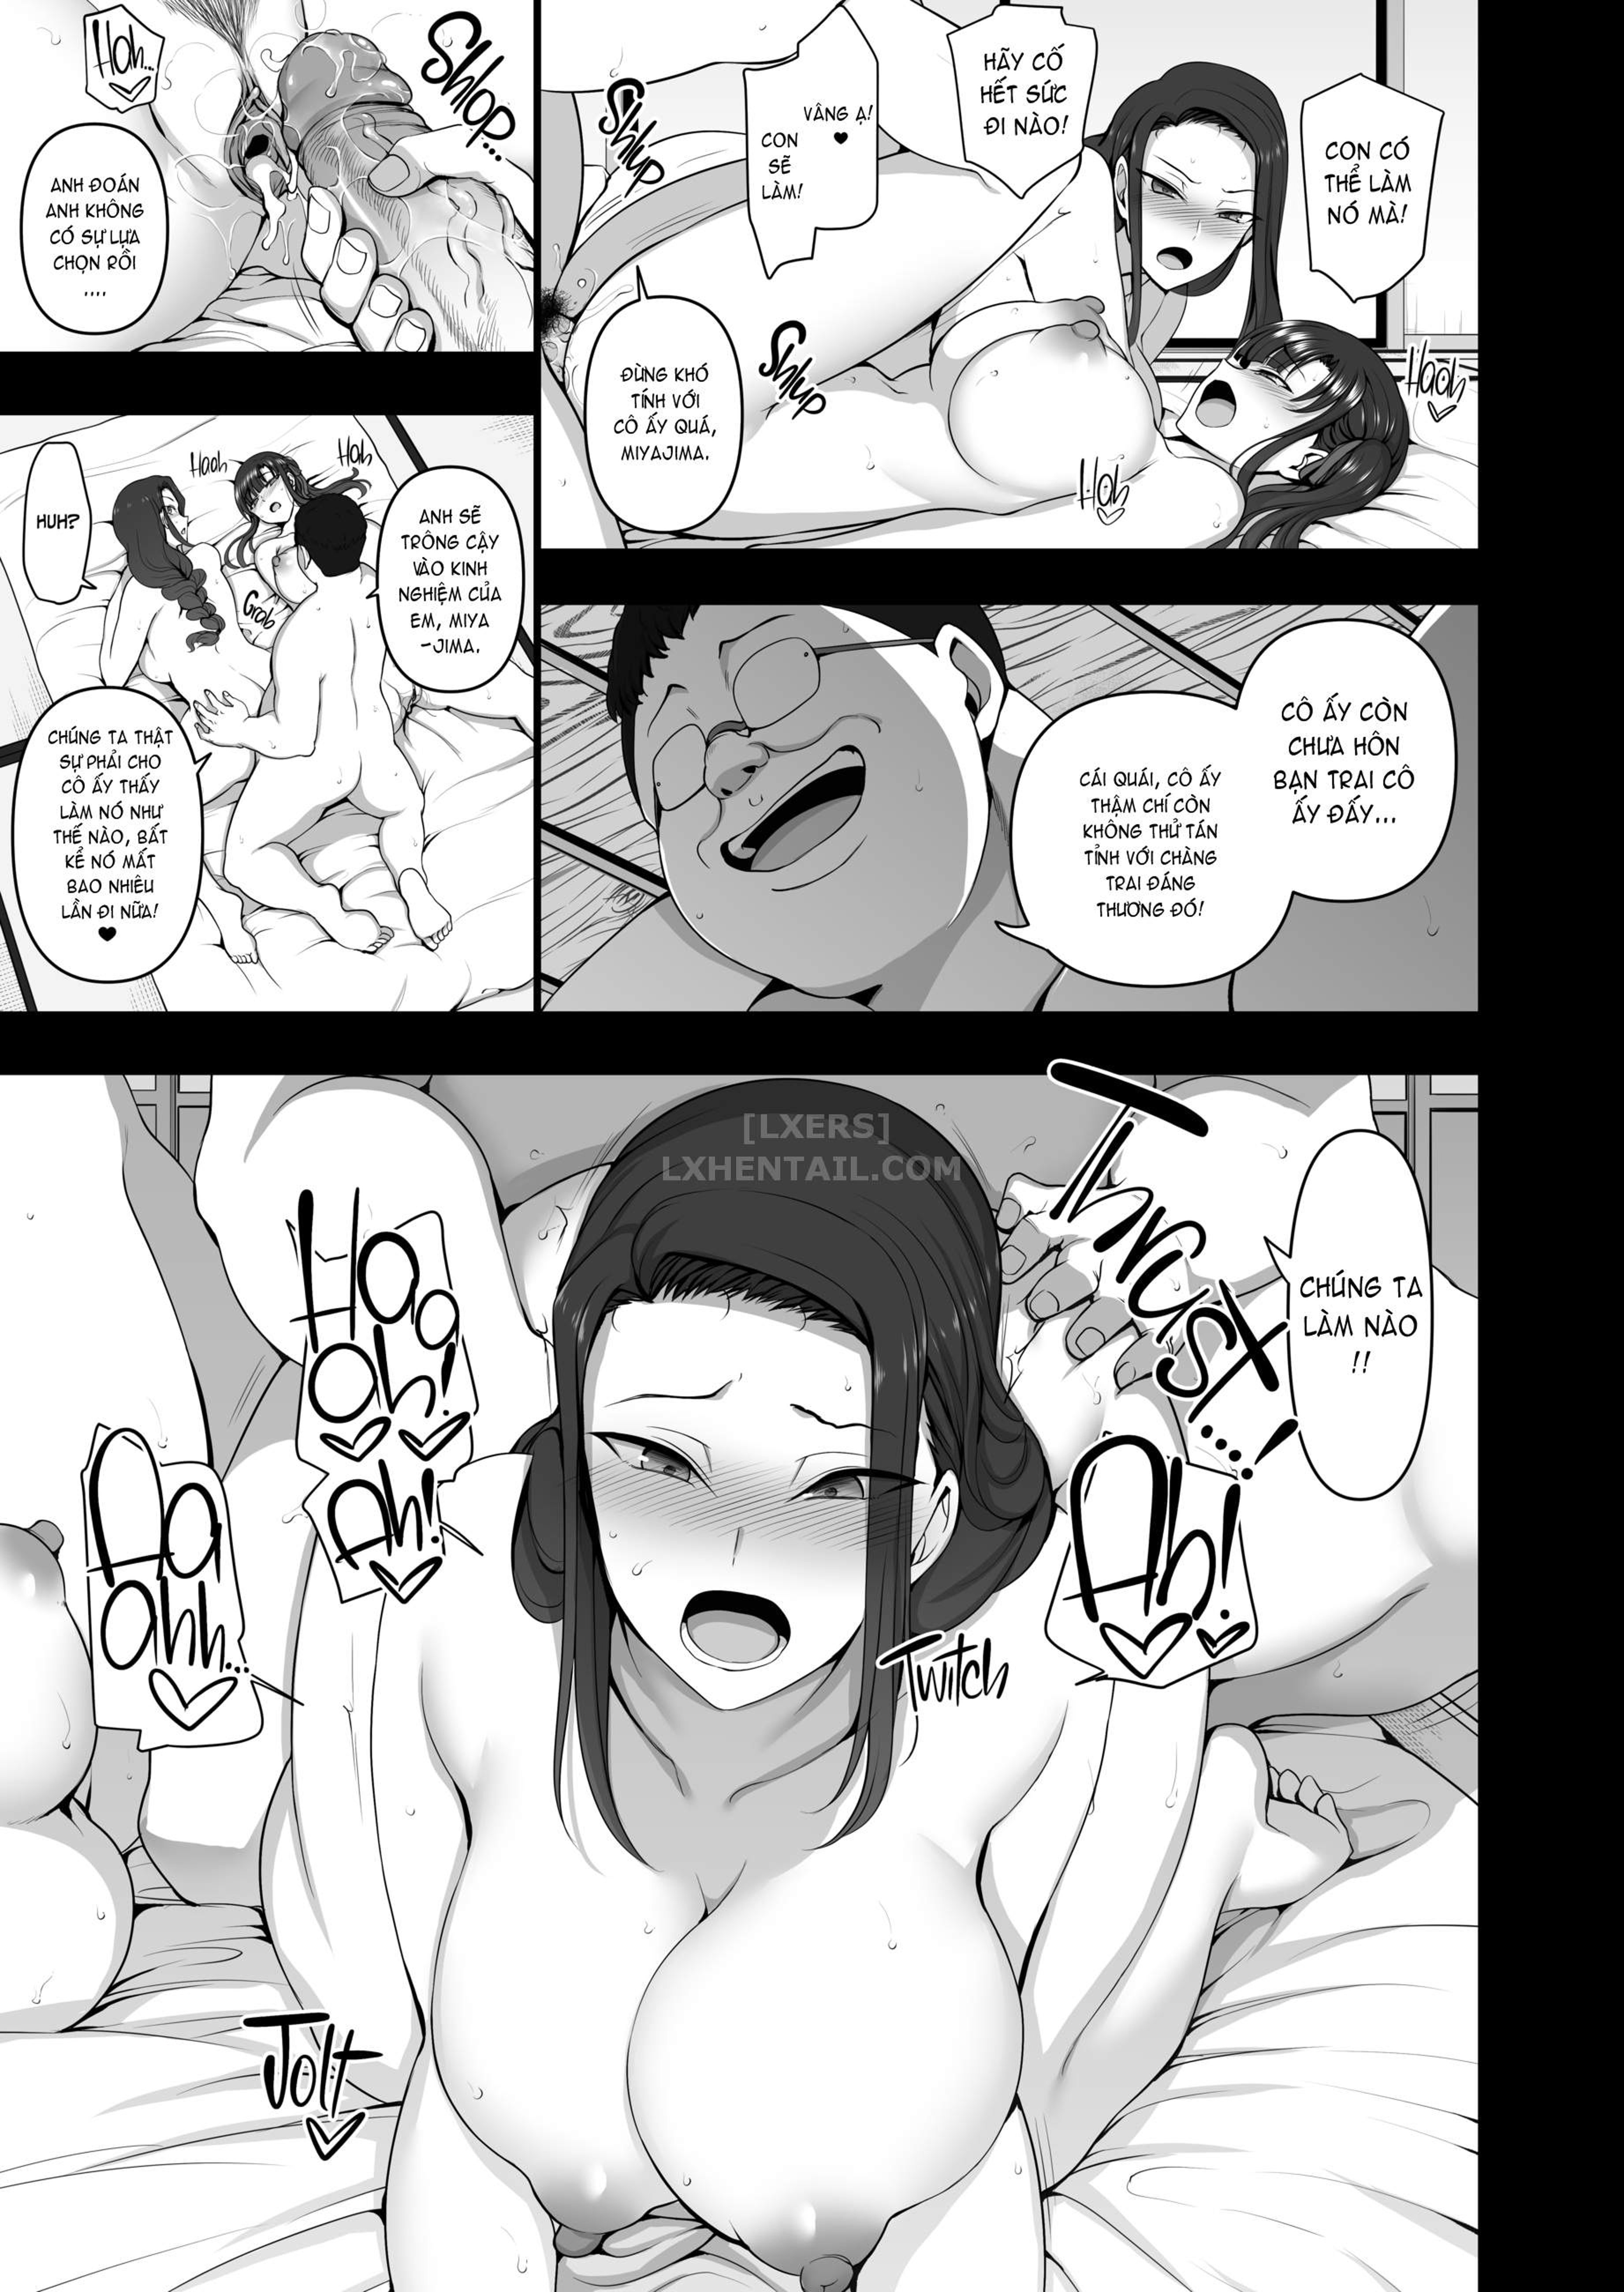 CON CÓ
THỂ LÀM
NÓ MÀ!
HÃY CỐ
HẾT SỨC
ĐI NÀO!
VÂNG Ạ!
CON
SẼ
LÀM!
Shlup
Shlup
Haah
Hah
ĐỪNG KHÓ
TÍNH VỚI
CÔ ẤY QUÁ,
MIYAJIMA.
Hah...
Shlop...
ANH ĐOÁN
ANH KHÔNG
CÓ SỰ LỰA
CHỌN RỒI
....
CÔ ẤY CÒN
CHƯA HÔN
BẠN TRAI CÔ
ẤY ĐẤY...
CÁI QUÁI, CÔ ẤY
THẬM CHÍ CÒN
KHÔNG THỬ TÁN
TỈNH VỚI CHÀNG
TRAI ĐÁNG
THƯƠNG ĐÓ!
ANH SẼ
TRÔNG CẬY
VÀO KINH
NGHIỆM CỦA
EM, MIYA
-JIMA.
Hah
Haah
HUH?
Grab
CHÚNG TA THẬT
SỰ PHẢI CHO
CÔ ẤY THẤY
LÀM NÓ NHƯ
THẾ NÀO, BẤT
KỂ NÓ MẤT
BAO NHIÊU
LẦN ĐI NỮA!
[LXERS]
LXHENTAIL.COM
CHÚNG TA
LÀM NÀO
!!
Thrust...!
Ah!
Haa
oh!
Ah!
Aa
ahh...
Twitch
Jolt